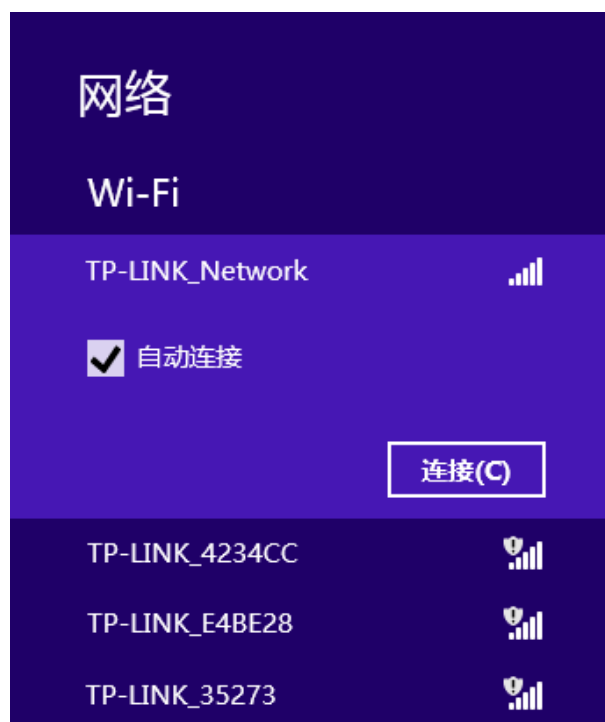 网络
Wi-Fi
TP-LINK_Network
自动连接
连接(C)
TP-LINK_4234CC
TP-LINK_E4BE28
TP-LINK_35273